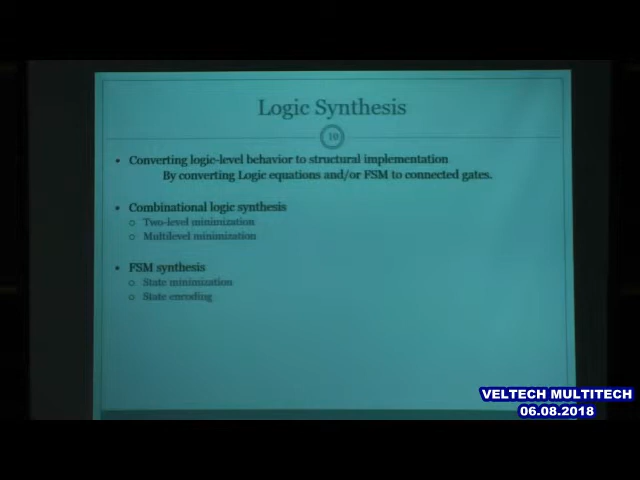 Logic Synthesis
10
• Converting logic-level behavior to structural implementation
By converting Logic equations and/or FSM to connected gates.
• Combinational logic synthesis
o Two-level minimization
o Multilevel minimization
• FSM synthesis
o State minimization
o State encoding
VELTECH MULTITECH
06.08.2018